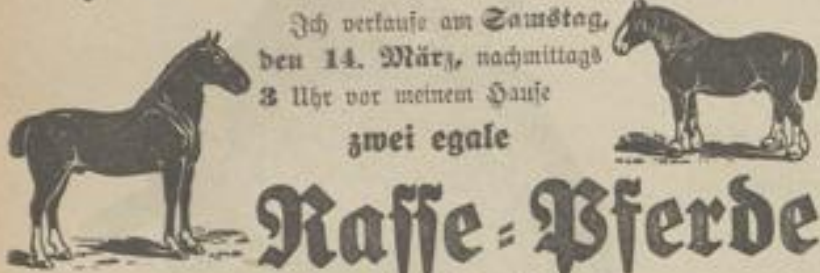 Ich verkaufe am Samstag,
den 14. März, nachmittags
3 Uhr vor meinem Hause
zwei egale
Rasse-Pferde